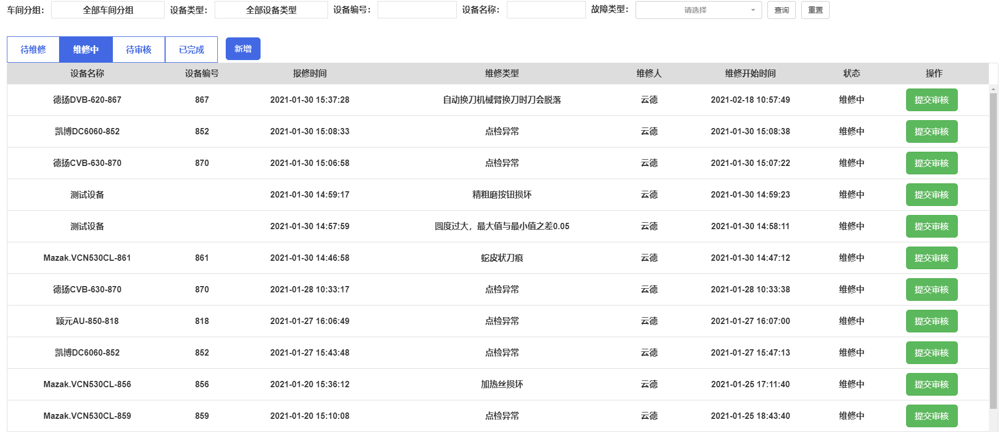 车间分组： 全部车间分组 设备类型： 全部设备类型 设备编号： 设备名称： 故障类型： 请选择 查询 重置
待维修 维修中 待审核 已完成 新增
设备名称 设备编号 报修时间 维修类型 维修人 维修开始时间 状态 操作
德扬DVB-620-867 867 2021-01-30 15:37:28 自动换刀机械臂换刀时刀会脱落 云德 2021-02-18 10:57:49 维修中 提交审核
凯博DC6060-852 852 2021-01-30 15:08:33 点检异常 云德 2021-01-30 15:08:38 维修中 提交审核
德扬CVB-630-870 870 2021-01-30 15:06:58 点检异常 云德 2021-01-30 15:07:22 维修中 提交审核
测试设备 2021-01-30 14:59:17 精粗磨按钮损坏 云德 2021-01-30 14:59:23 维修中 提交审核
测试设备 2021-01-30 14:57:59 圆度过大，最大值与最小值之差0.05 云德 2021-01-30 14:58:11 维修中 提交审核
Mazak.VCN530CL-861 861 2021-01-30 14:46:58 蛇皮状刀痕 云德 2021-01-30 14:47:12 维修中 提交审核
德扬CVB-630-870 870 2021-01-28 10:33:17 点检异常 云德 2021-01-28 10:33:38 维修中 提交审核
颖元AU-850-818 818 2021-01-27 16:06:49 点检异常 云德 2021-01-27 16:07:00 维修中 提交审核
凯博DC6060-852 852 2021-01-27 15:43:48 点检异常 云德 2021-01-27 15:47:13 维修中 提交审核
Mazak.VCN530CL-856 856 2021-01-20 15:36:12 加热丝损坏 云德 2021-01-25 17:11:40 维修中 提交审核
Mazak.VCN530CL-859 859 2021-01-20 15:10:08 点检异常 云德 2021-01-25 18:43:40 维修中 提交审核